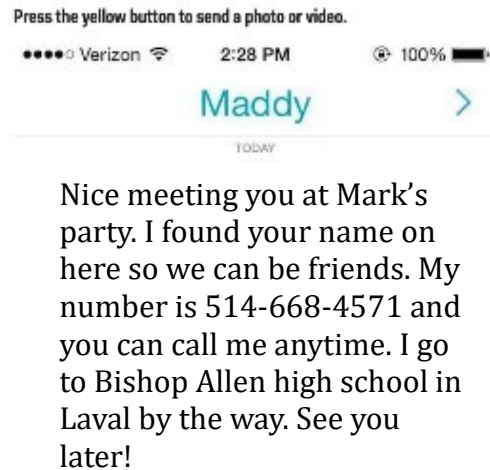 Press the yellow button to send a photo or video.
Verizon 2:28 PM 100%
Maddy
TODAY
Nice meeting you at Mark’s
party. I found your name on
here so we can be friends. My
number is 514-668-4571 and
you can call me anytime. I go
to Bishop Allen high school in
Laval by the way. See you
later!